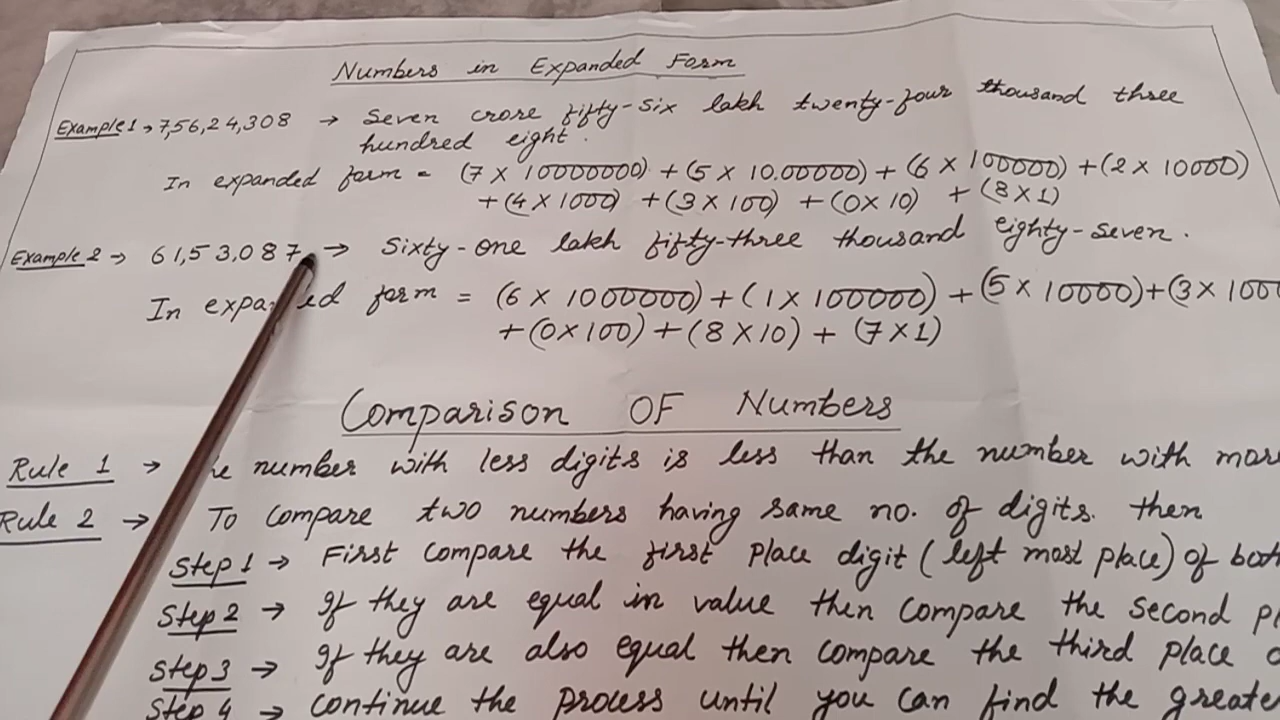 Numbers in Expanded Form
Example 1 → 7,56,24,308 → Seven crore fifty-six lakh twenty-four thousand three
hundred eight.
In expanded form = (7 X 10000000) + (5 X 10.00000) + (6 X 100000) + (2 X 10000)
+ (4 X 1000) + (3 X 100) + (0X 10) + (8 X 1)
Example 2 → 61,53,087 → Sixty-one lakh fifty-three thousand eighty-seven.
In form = (6 X 1000000) + (1 X 100000) + (5 X 10000) + (3 X 100
+ (0X 100) + (8 X 10) + (7 X 1)
Comparison OF Numbers
Rule 1 → number with less digits is less than the number with more
Rule 2 → To compare two numbers having same no. of digits. then
Step 1 → First compare the first place digit (left most place) of both
Step 2 → If they are equal in value then compare the second
Step 3 → If they are also equal then compare the third place
Step 4 → continue the process until you can find the greate